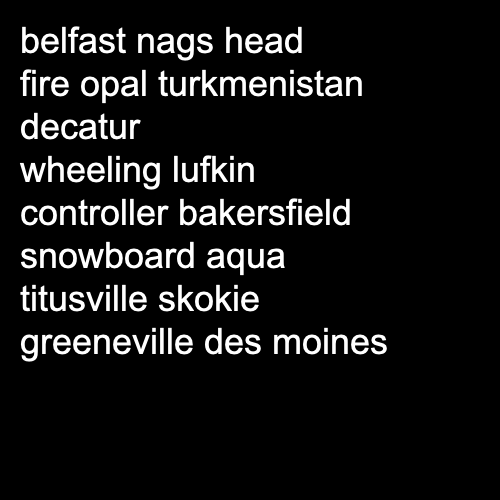 belfast nags head
fire opal turkmenistan
decatur
wheeling lufkin
controller bakersfield
snowboard aqua
titusville skokie
greeneville des moines